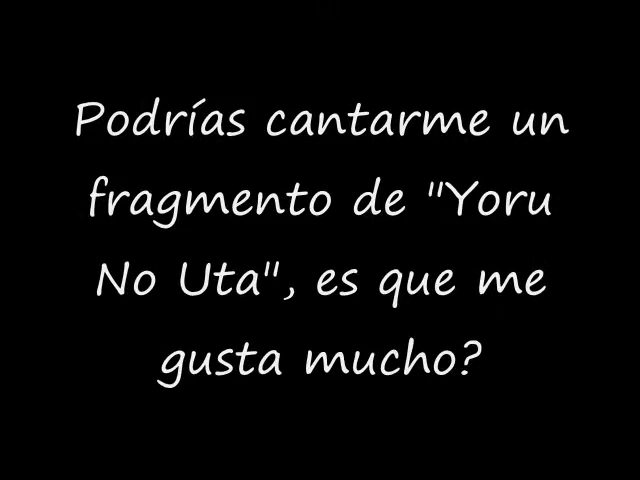 Podrías cantarme un
fragmento de "Yoru
No Uta", es que me
gusta mucho?